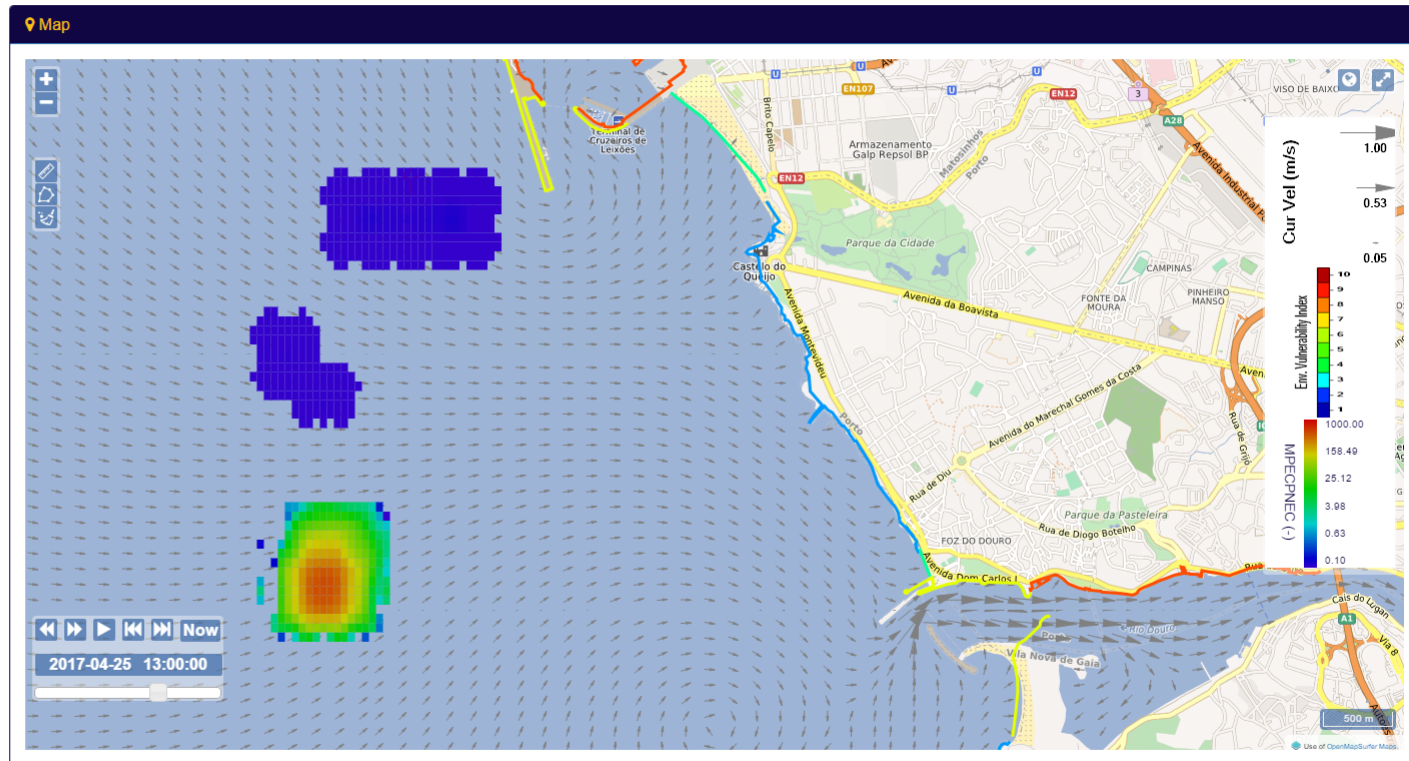 Map
+
−
Now
2017-04-25 13:00:00
Terminal de
Cruzeiros de
Leixões
U
U
U
U
EN107
EN12
3
A28
VISO DE BAIXO
Brito Capelo
Armazenamento
Galp Repsol BP
Matosinhos
Porto
EN12
Parque da Cidade
Castelo do
Queijo
Avenida da Boavista
Avenida Montevideu
Porto
CAMPINAS
FONTE DA
MOURA
PINHEIRO
MANSO
Avenida do Marechal Gomes da Costa
Rua de Diu
Parque da Pasteleira
Rua de Diogo Botelho
FOZ DO DOURO
Avenida Dom Carlos I
Rio Douro
Vila Nova de Gaia
Rua de Grijó
Cais do Lugan
A1
Via 8
Cur Vel (m/s)
1.00
0.53
0.05
Env. Vulnerability Index
10
9
8
7
6
5
4
3
2
1
MPECPNEC (-)
1000.00
158.49
25.12
3.98
0.63
0.10
500 m
Use of OpenMapSurfer Maps